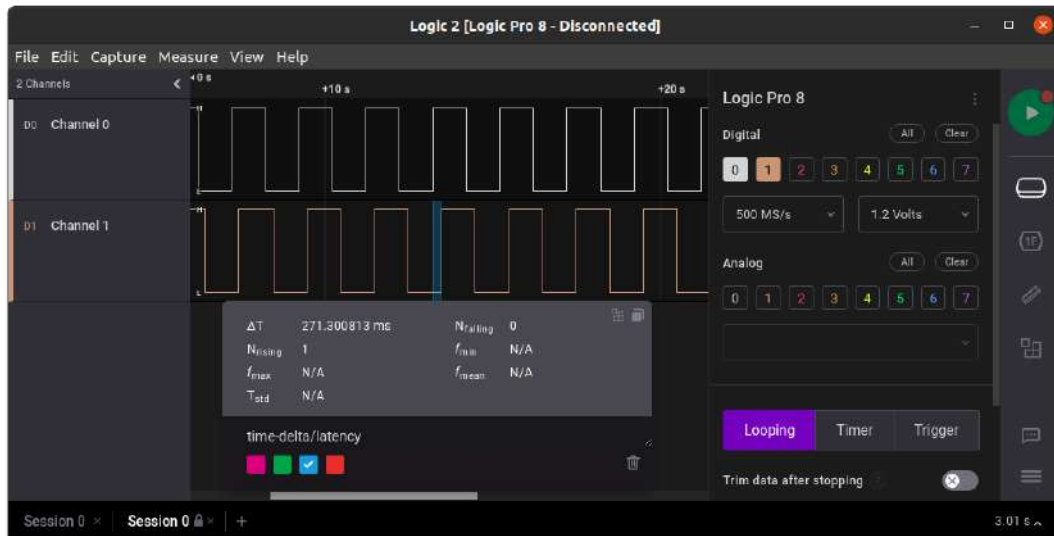 Logic 2 [Logic Pro 8 - Disconnected]
File Edit Capture Measure View Help
2 Channels
+0 s
+10 s
+20 s
D0 Channel 0
H
L
D1 Channel 1
H
L
ΔT 271.300813 ms Nfalling 0
Nrising 1 fmin N/A
fmax N/A fmean N/A
Tstd N/A
time-delta/latency
Logic Pro 8
Digital All Clear
0 1 2 3 4 5 6 7
500 MS/s 1.2 Volts
Analog All Clear
0 1 2 3 4 5 6 7
Looping Timer Trigger
Trim data after stopping
1F
Session 0 × Session 0 × +
3.01 s